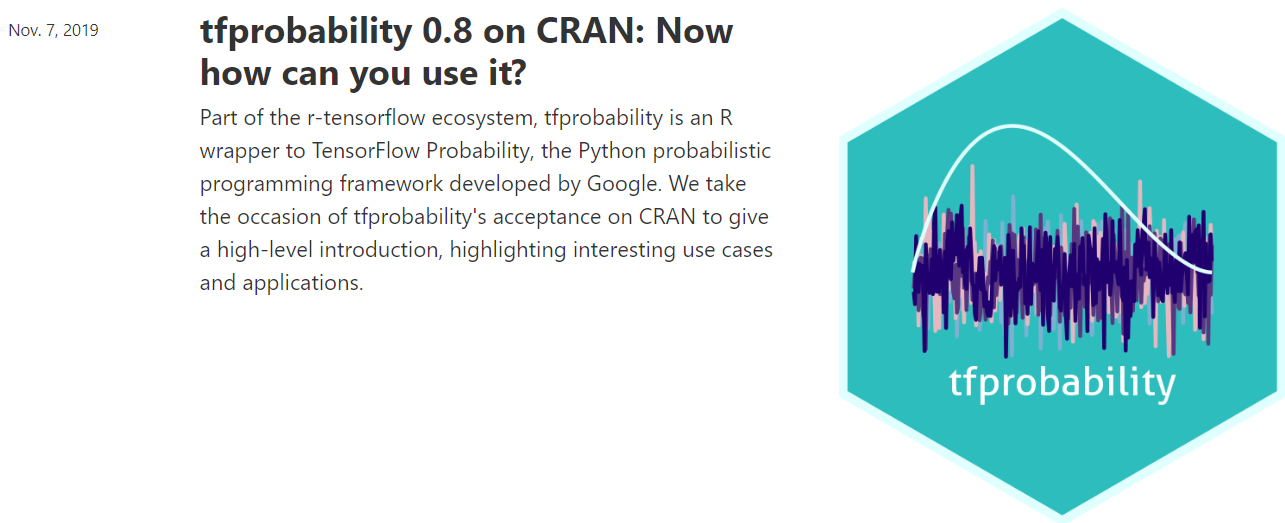 Nov. 7, 2019
tfprobability 0.8 on CRAN: Now
how can you use it?
Part of the r-tensorflow ecosystem, tfprobability is an R
wrapper to TensorFlow Probability, the Python probabilistic
programming framework developed by Google. We take
the occasion of tfprobability's acceptance on CRAN to give
a high-level introduction, highlighting interesting use cases
and applications.
tfprobability